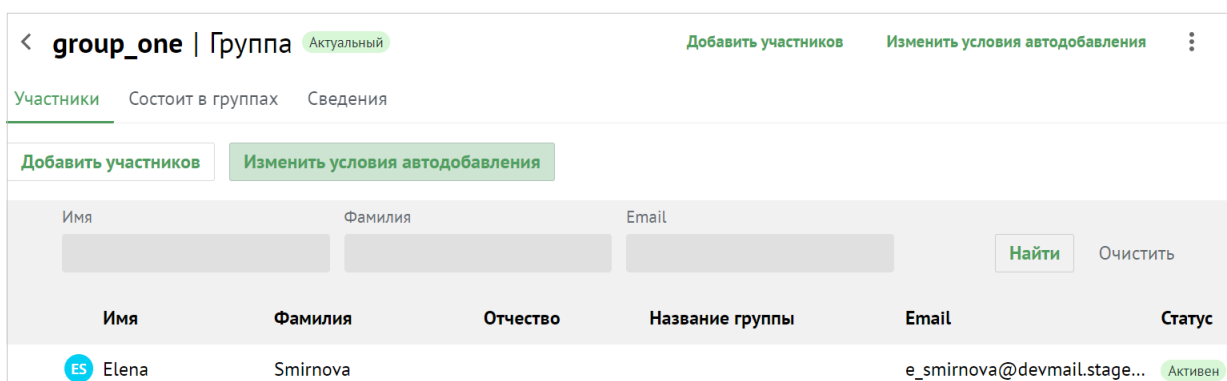 group_one | Группа Актуальный Добавить участников Изменить условия автодобавления
Участники Состоит в группах Сведения
Добавить участников Изменить условия автодобавления
Имя Фамилия Email
Найти Очистить
Имя Фамилия Отчество Название группы Email Статус
ES Elena Smirnova e_smirnova@devmail.stage... Активен